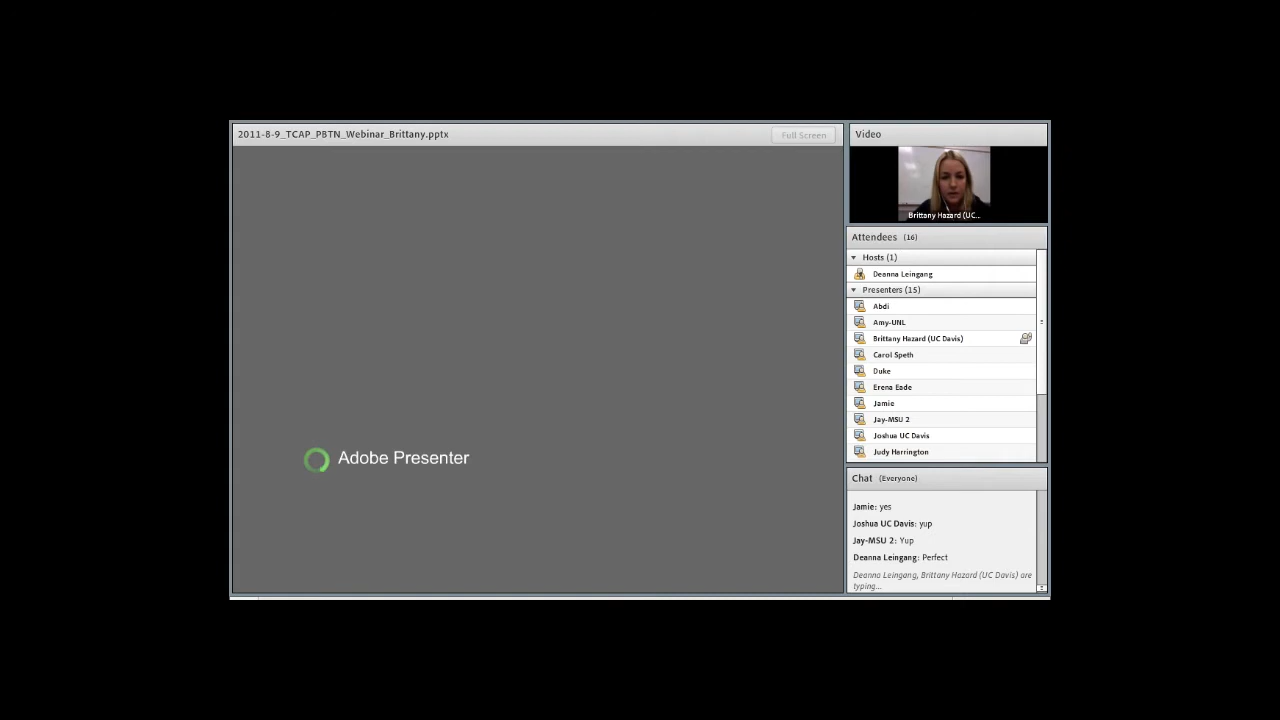 2011-8-9_TCAP_PBTN_Webinar_Brittany.pptx
Full Screen
Adobe Presenter
Video
Brittany Hazard (UC...
Attendees (16)
Hosts (1)
Deanna Leingang
Presenters (15)
Abdi
Amy-UNL
Brittany Hazard (UC Davis)
Carol Speth
Duke
Erena Eade
Jamie
Jay-MSU 2
Joshua UC Davis
Judy Harrington
Chat (Everyone)
Jamie: yes
Joshua UC Davis: yup
Jay-MSU 2: Yup
Deanna Leingang: Perfect
Deanna Leingang, Brittany Hazard (UC Davis) are
typing...